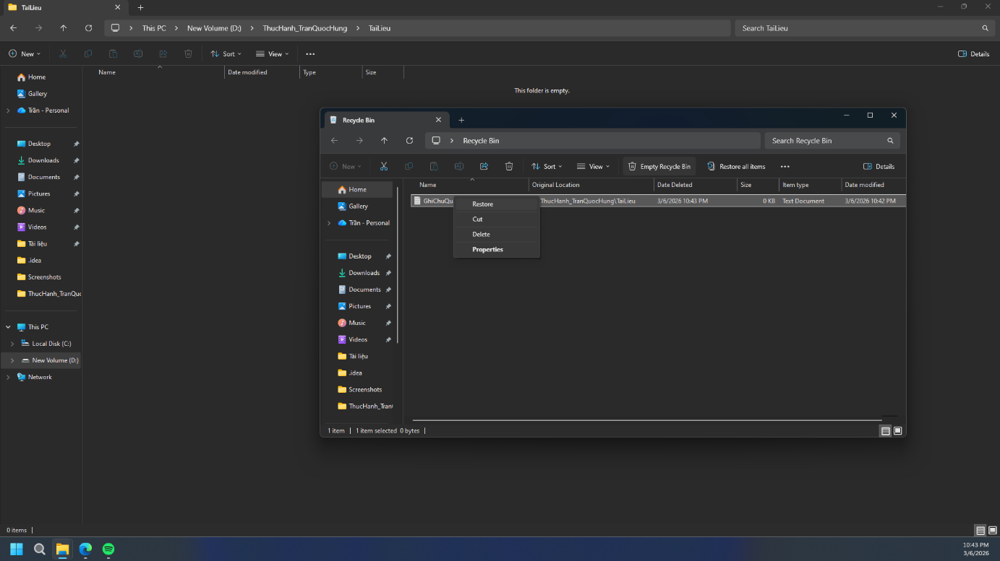 TaiLieu
This PC
New Volume (D:)
ThucHanh_TranQuocHung
TaiLieu
Search TaiLieu
New
Sort
View
Details
Name
Date modified
Type
Size
This folder is empty.
Home
Gallery
Trần - Personal
Desktop
Downloads
Documents
Pictures
Music
Videos
Tài liệu
.idea
Screenshots
ThucHanh_TranQuo
This PC
Local Disk (C:)
New Volume (D:)
Network
0 items
Recycle Bin
Recycle Bin
Search Recycle Bin
New
Sort
View
Empty Recycle Bin
Restore all items
Details
Name
Original Location
Date Deleted
Size
Item type
Date modified
GhiChuQu
ThucHanh_TranQuocHung\TaiLieu
3/6/2026 10:43 PM
0 KB
Text Document
3/6/2026 10:42 PM
Restore
Cut
Delete
Properties
Home
Gallery
Trần - Personal
Desktop
Downloads
Documents
Pictures
Music
Videos
Tài liệu
.idea
Screenshots
ThucHanh_Tran
1 item
1 item selected 0 bytes
10:43 PM
3/6/2026